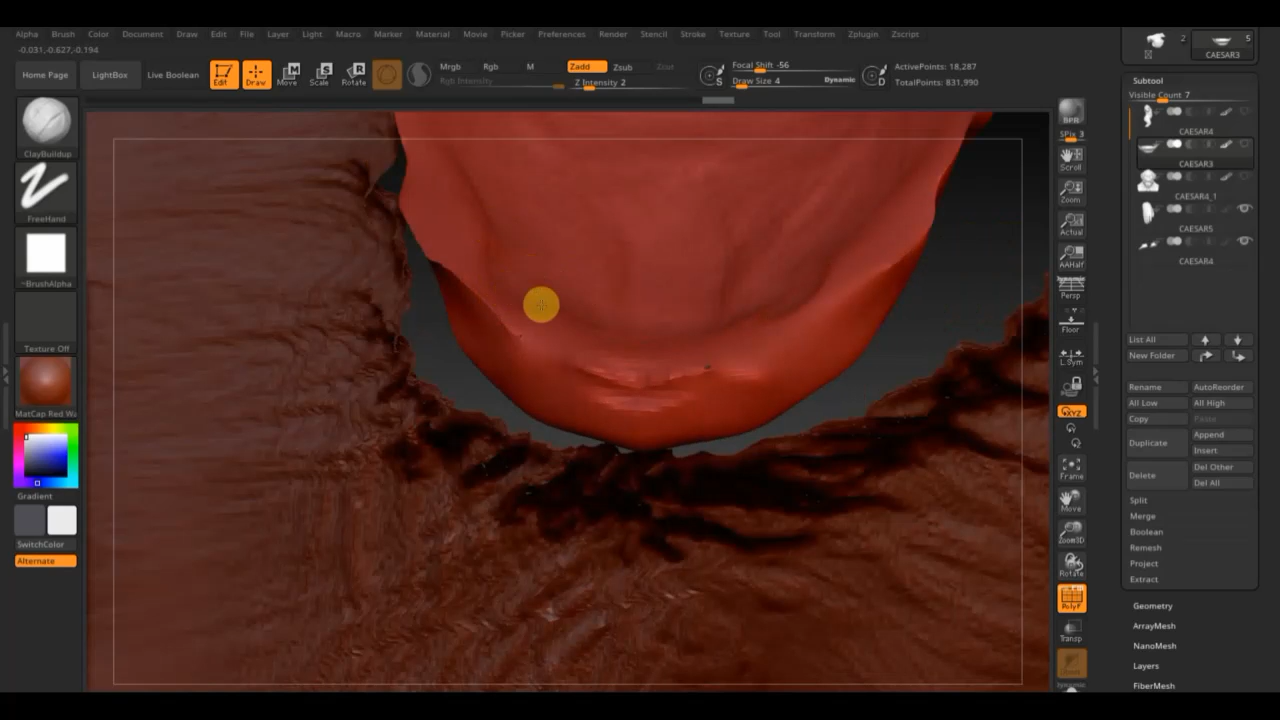 Alpha Brush Color Document Draw Edit File Layer Light Macro Marker Material Movie Picker Preferences Render Stencil Stroke Texture Tool Transform Zplugin Zscript
-0.031,-0.627,-0.194
Home Page LightBox Live Boolean Edit Draw Move Scale Rotate
Mrgb Rgb M
Rgb Intensity
Zadd Zsub Zcut
Z Intensity 2
Focal Shift -56
Draw Size 4 Dynamic
ActivePoints: 18,287
TotalPoints: 831,990
ClayBuildup
FreeHand
~BrushAlpha
Texture Off
MatCap Red Wa
Gradient
SwitchColor
Alternate
BPR
SPix 3
Scroll
Zoom
Actual
AAHalf
Dynamic
Persp
Floor
L.Sym
XYZ
Frame
Move
Zoom3D
Rotate
PolyF
Transp
Dynamic
2 5
CAESAR3
Subtool
Visible Count 7
CAESAR4
CAESAR3
CAESAR4_1
CAESAR5
CAESAR4
List All
New Folder
Rename AutoReorder
All Low All High
Copy Paste
Duplicate Append
Insert
Delete Del Other
Del All
Split
Merge
Boolean
Remesh
Project
Extract
Geometry
ArrayMesh
NanoMesh
Layers
FiberMesh